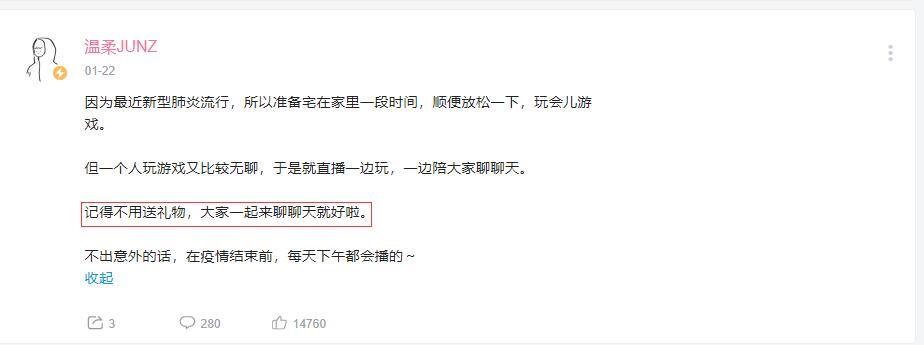 温柔JUNZ
01-22
因为最近新型肺炎流行，所以准备宅在家里一段时间，顺便放松一下，玩会儿游
戏。
但一个人玩游戏又比较无聊，于是就直播一边玩，一边陪大家聊聊天。
记得不用送礼物，大家一起来聊聊天就好啦。
不出意外的话，在疫情结束前，每天下午都会播的～
收起
3 280 14760